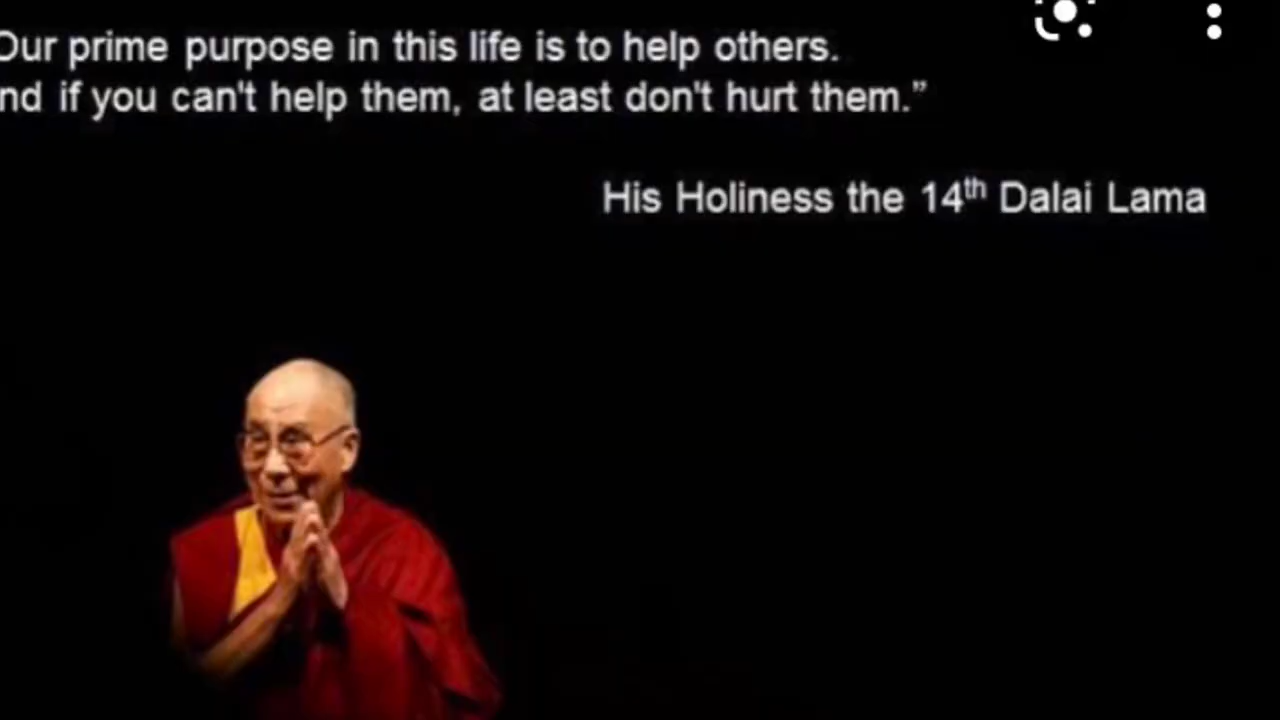 Our prime purpose in this life is to help others.
nd if you can't help them, at least don't hurt them.”
His Holiness the 14th Dalai Lama